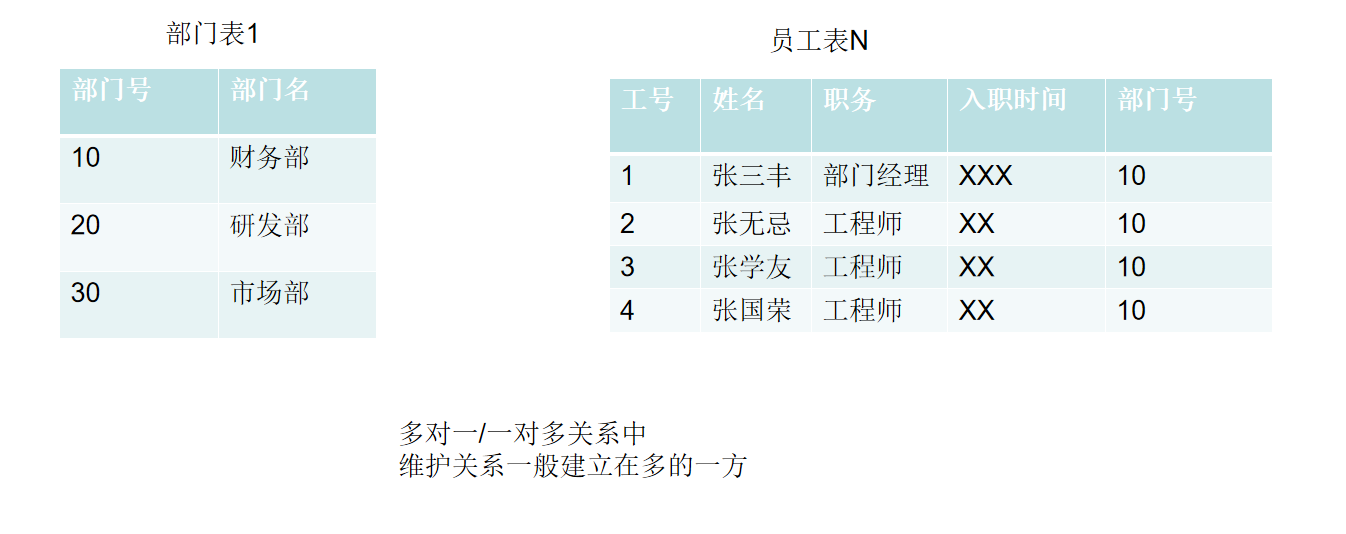 部门表1
部门号 部门名
10 财务部
20 研发部
30 市场部
员工表N
工号 姓名 职务 入职时间 部门号
1 张三丰 部门经理 XXX 10
2 张无忌 工程师 XX 10
3 张学友 工程师 XX 10
4 张国荣 工程师 XX 10
多对一/一对多关系中
维护关系一般建立在多的一方